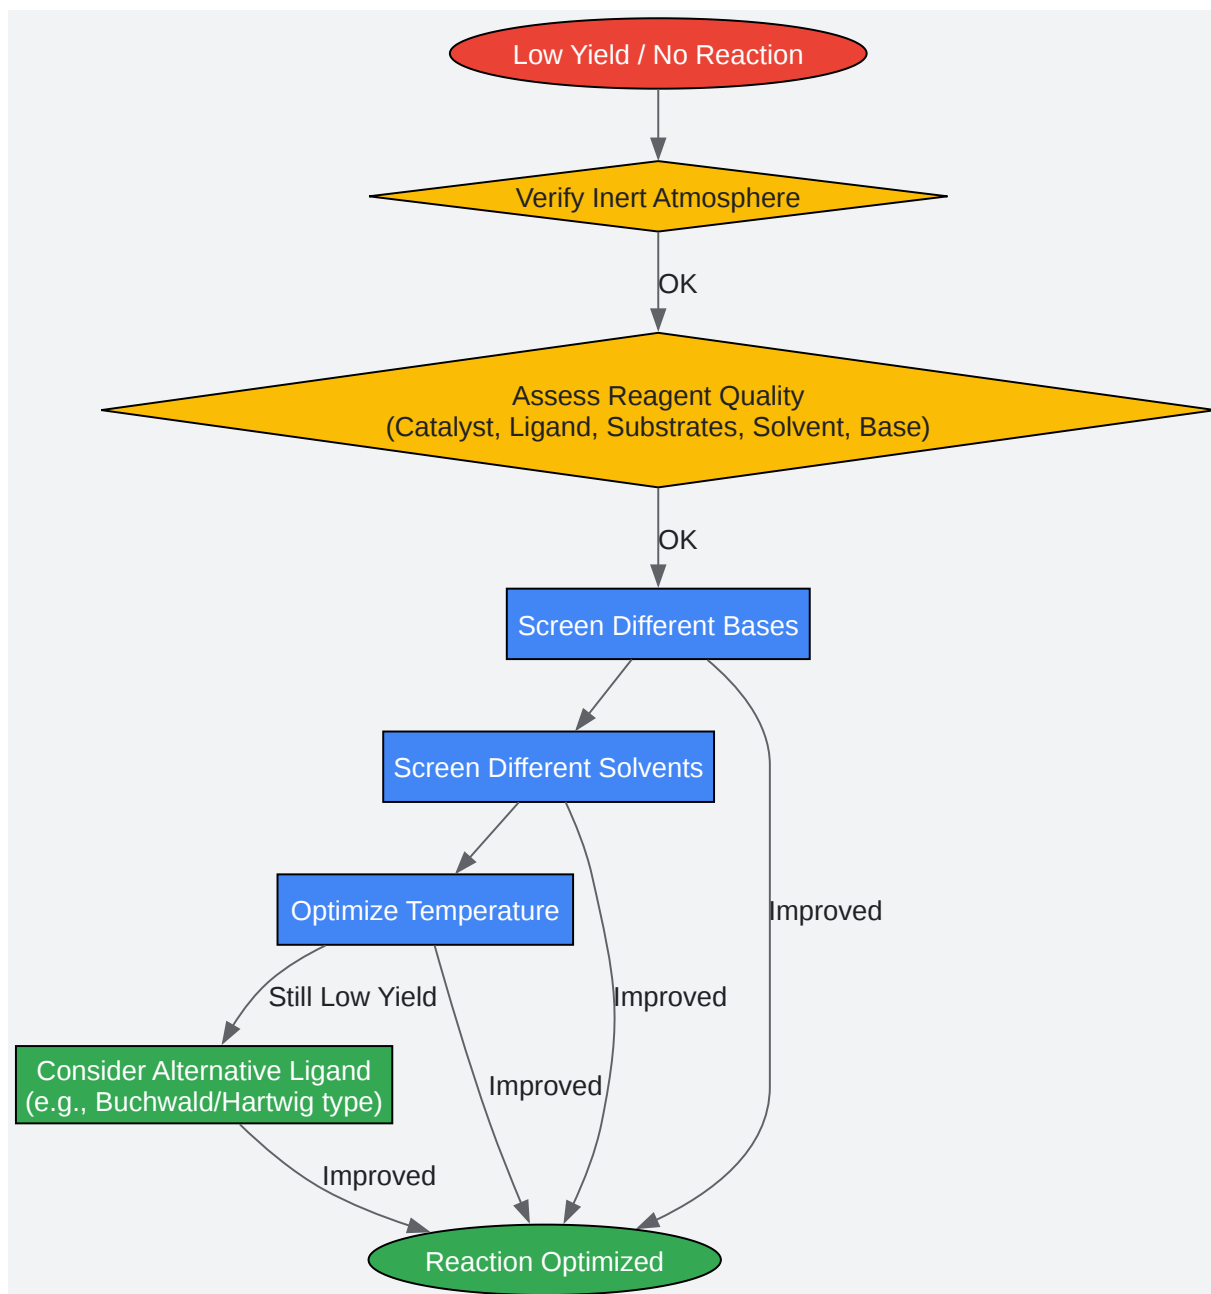 Low Yield / No Reaction
Verify Inert Atmosphere
OK
Assess Reagent Quality
(Catalyst, Ligand, Substrates, Solvent, Base)
OK
Screen Different Bases
Screen Different Solvents
Optimize Temperature
Improved
Still Low Yield
Improved
Consider Alternative Ligand
(e.g., Buchwald/Hartwig type)
Improved
Improved
Reaction Optimized